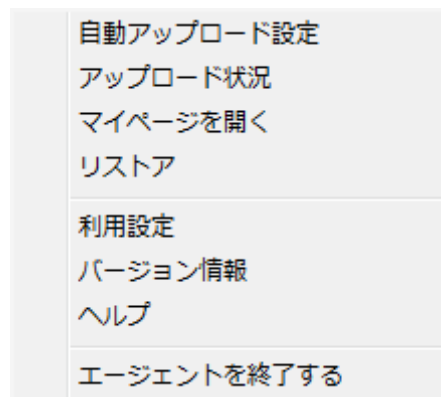 自動アップロード設定
アップロード状況
マイページを開く
リストア
利用設定
バージョン情報
ヘルプ
エージェントを終了する